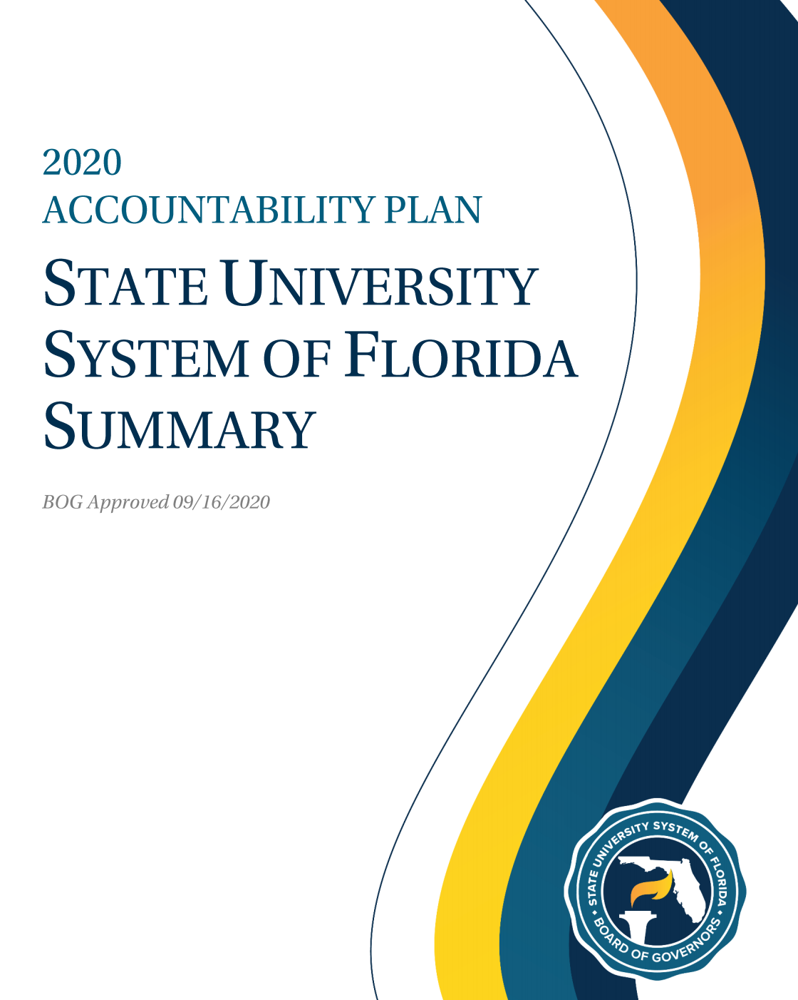 2020
ACCOUNTABILITY PLAN
STATE UNIVERSITY
SYSTEM OF FLORIDA
SUMMARY
BOG Approved 09/16/2020
STATE UNIVERSITY SYSTEM OF FLORIDA
• BOARD OF GOVERNORS •